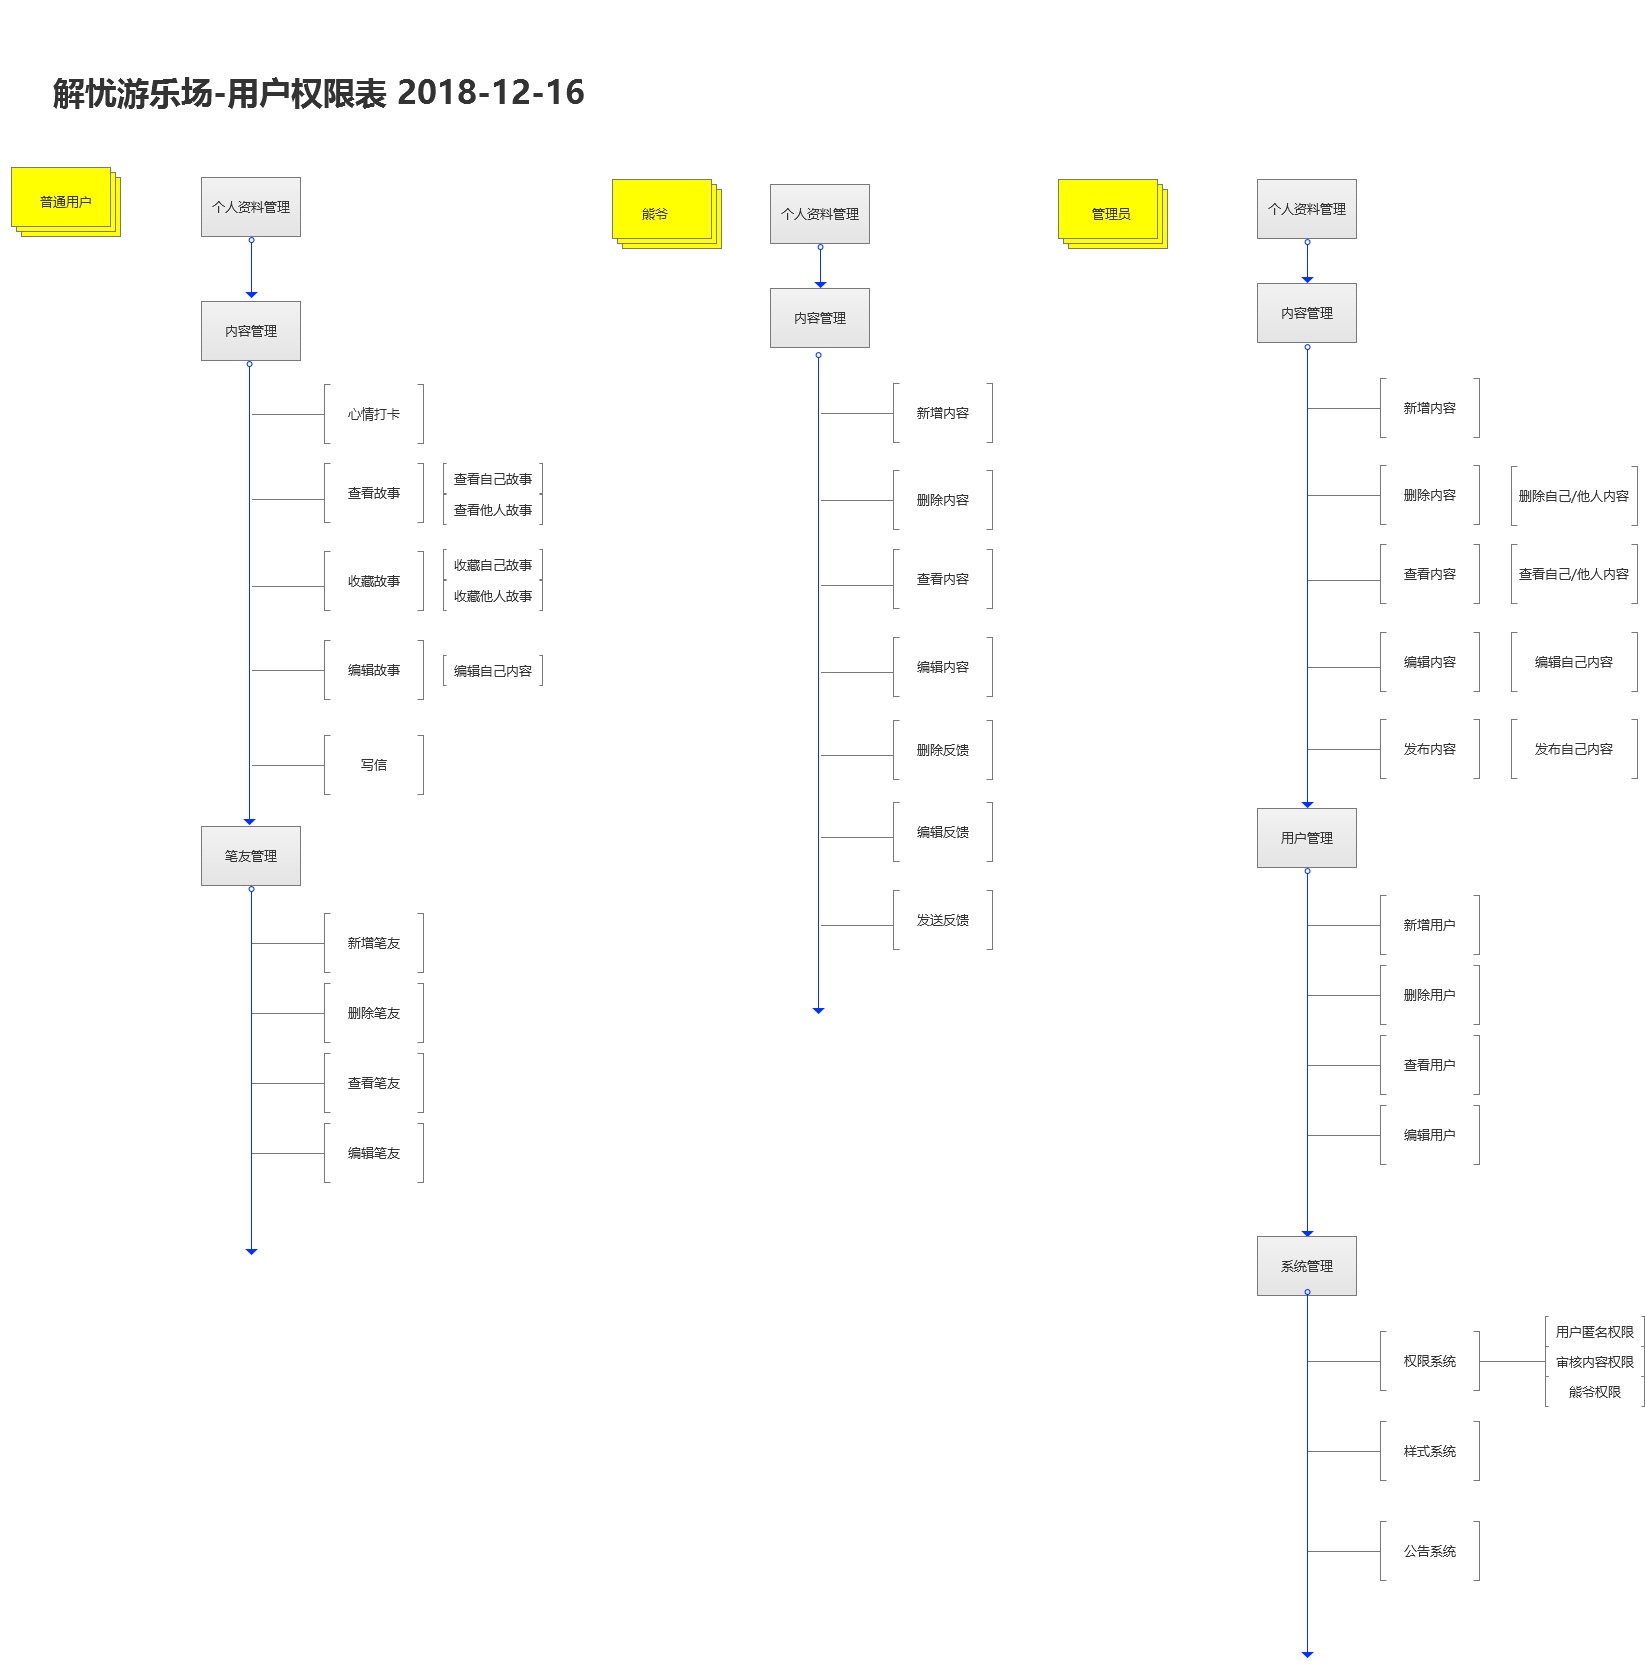 解忧游乐场-用户权限表 2018-12-16
普通用户
个人资料管理
内容管理
心情打卡
查看故事
查看自己故事
查看他人故事
收藏故事
收藏自己故事
收藏他人故事
编辑故事
编辑自己内容
写信
笔友管理
新增笔友
删除笔友
查看笔友
编辑笔友
熊爷
个人资料管理
内容管理
新增内容
删除内容
查看内容
编辑内容
删除反馈
编辑反馈
发送反馈
管理员
个人资料管理
内容管理
新增内容
删除内容
删除自己/他人内容
查看内容
查看自己/他人内容
编辑内容
编辑自己内容
发布内容
发布自己内容
用户管理
新增用户
删除用户
查看用户
编辑用户
系统管理
权限系统
用户匿名权限
审核内容权限
熊爷权限
样式系统
公告系统